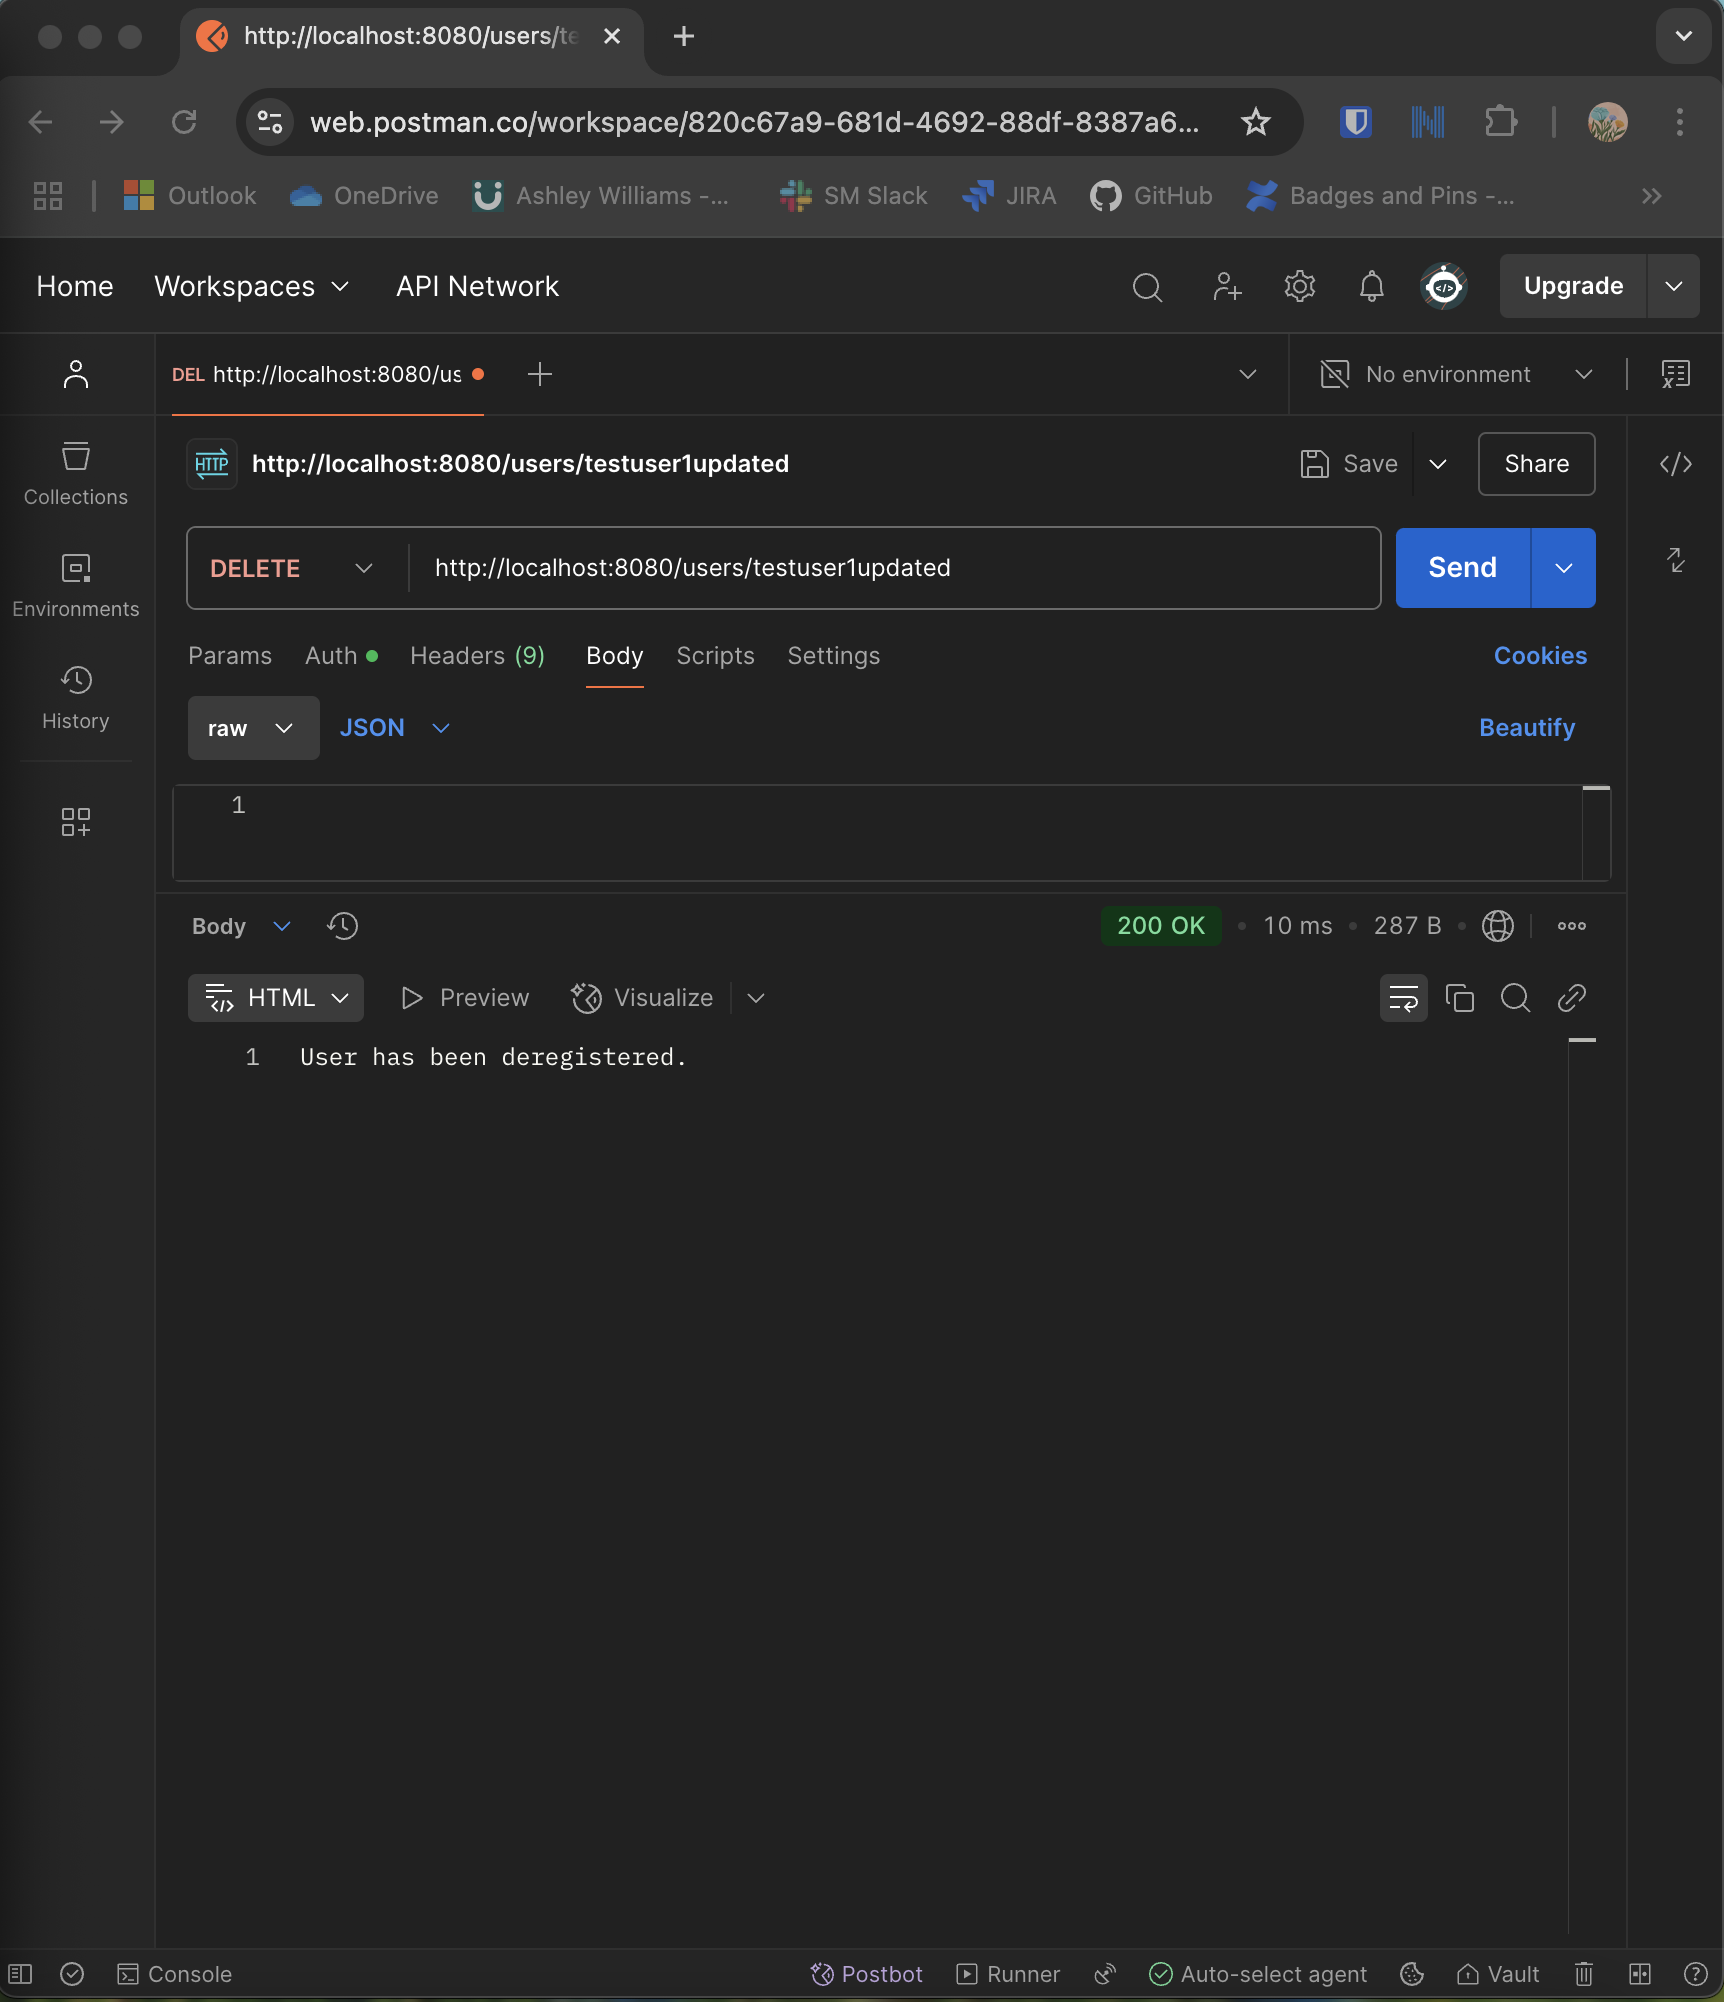 http://localhost:8080/users/te
web.postman.co/workspace/820c67a9-681d-4692-88df-8387a6...
Outlook OneDrive Ashley Williams -... SM Slack JIRA GitHub Badges and Pins -...
Home Workspaces API Network Upgrade
DEL http://localhost:8080/us No environment
HTTP http://localhost:8080/users/testuser1updated Save Share
Collections
DELETE http://localhost:8080/users/testuser1updated Send
Environments
Params Auth Headers (9) Body Scripts Settings Cookies
History
raw JSON Beautify
1
Body 200 OK 10 ms 287 B
HTML Preview Visualize
1 User has been deregistered.
Console Postbot Runner Auto-select agent Vault